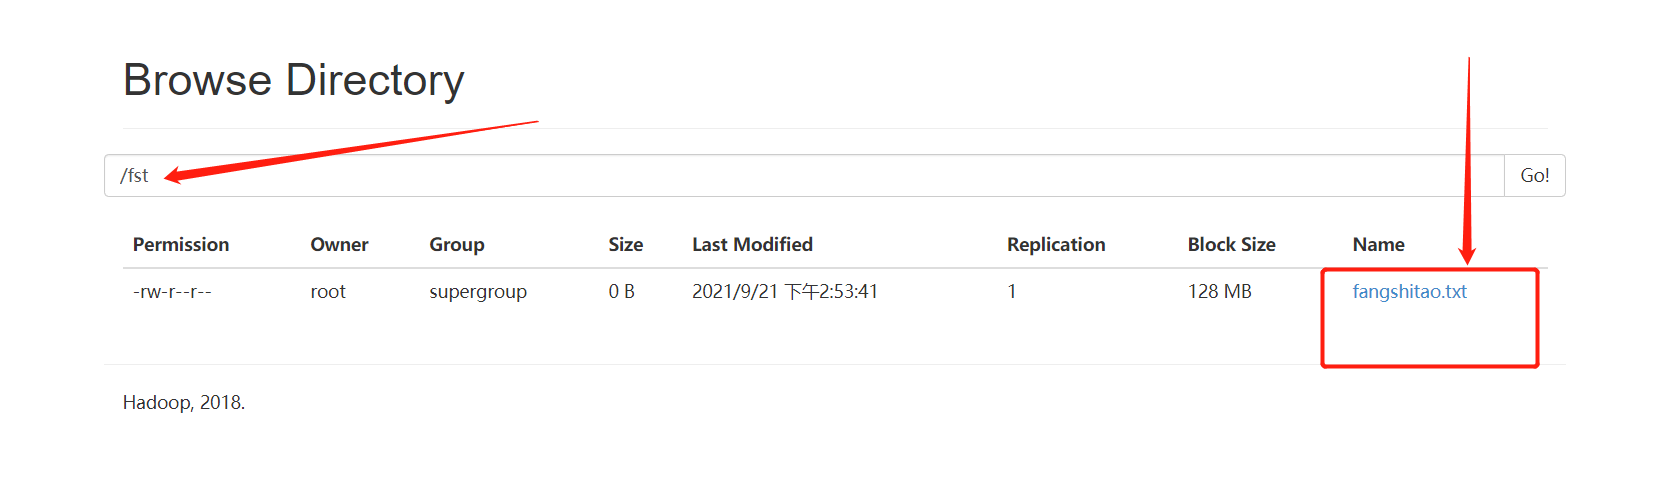 Browse Directory
/fst Go!
Permission Owner Group Size Last Modified Replication Block Size Name
-rw-r--r-- root supergroup 0 B 2021/9/21 下午2:53:41 1 128 MB fangshitao.txt
Hadoop, 2018.